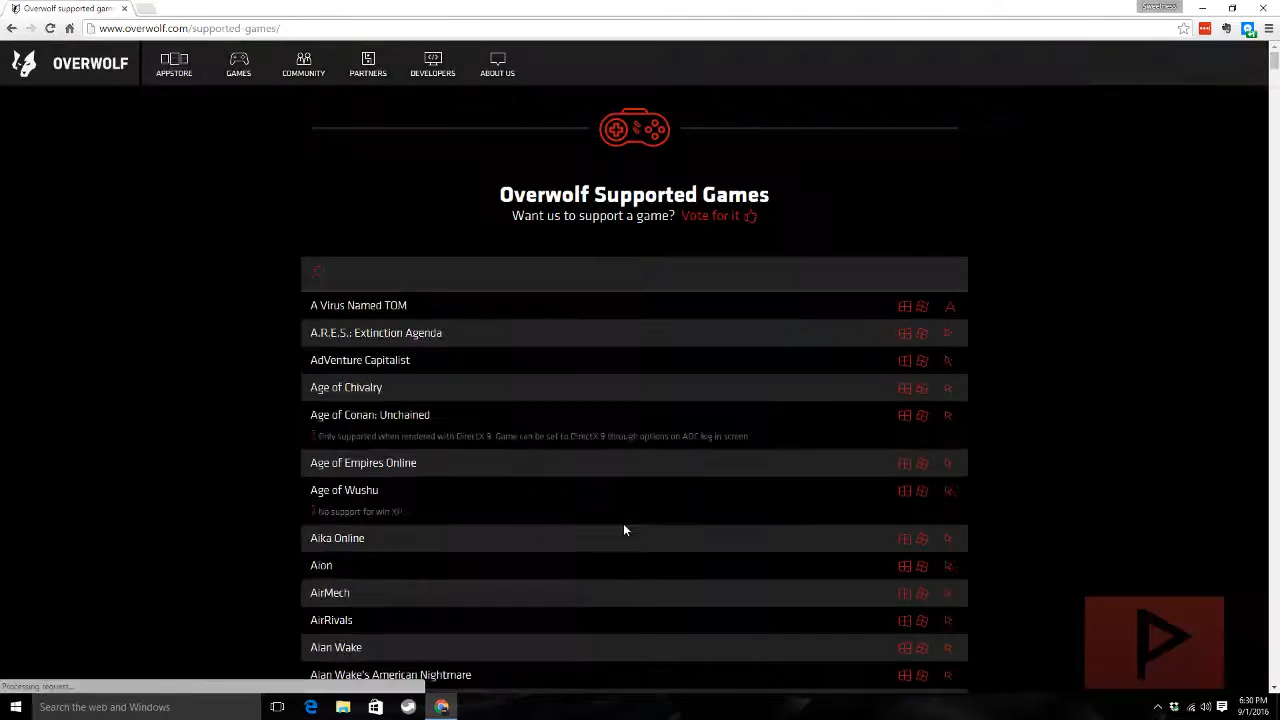 Overwolf supported gam
Sweetness
www.overwolf.com/supported-games/
OVERWOLF
APPSTORE
GAMES
COMMUNITY
PARTNERS
DEVELOPERS
ABOUT US
Overwolf Supported Games
Want us to support a game? Vote for it
A Virus Named TOM
A.R.E.S.: Extinction Agenda
AdVenture Capitalist
Age of Chivalry
Age of Conan: Unchained
Only supported when rendered with DirectX 9. Game can be set to DirectX 9 through options on AOC log in screen
Age of Empires Online
Age of Wushu
No support for win XP
Aika Online
Aion
AirMech
AirRivals
Alan Wake
Alan Wake's American Nightmare
Processing request...
Search the web and Windows
6:30 PM
9/1/2016